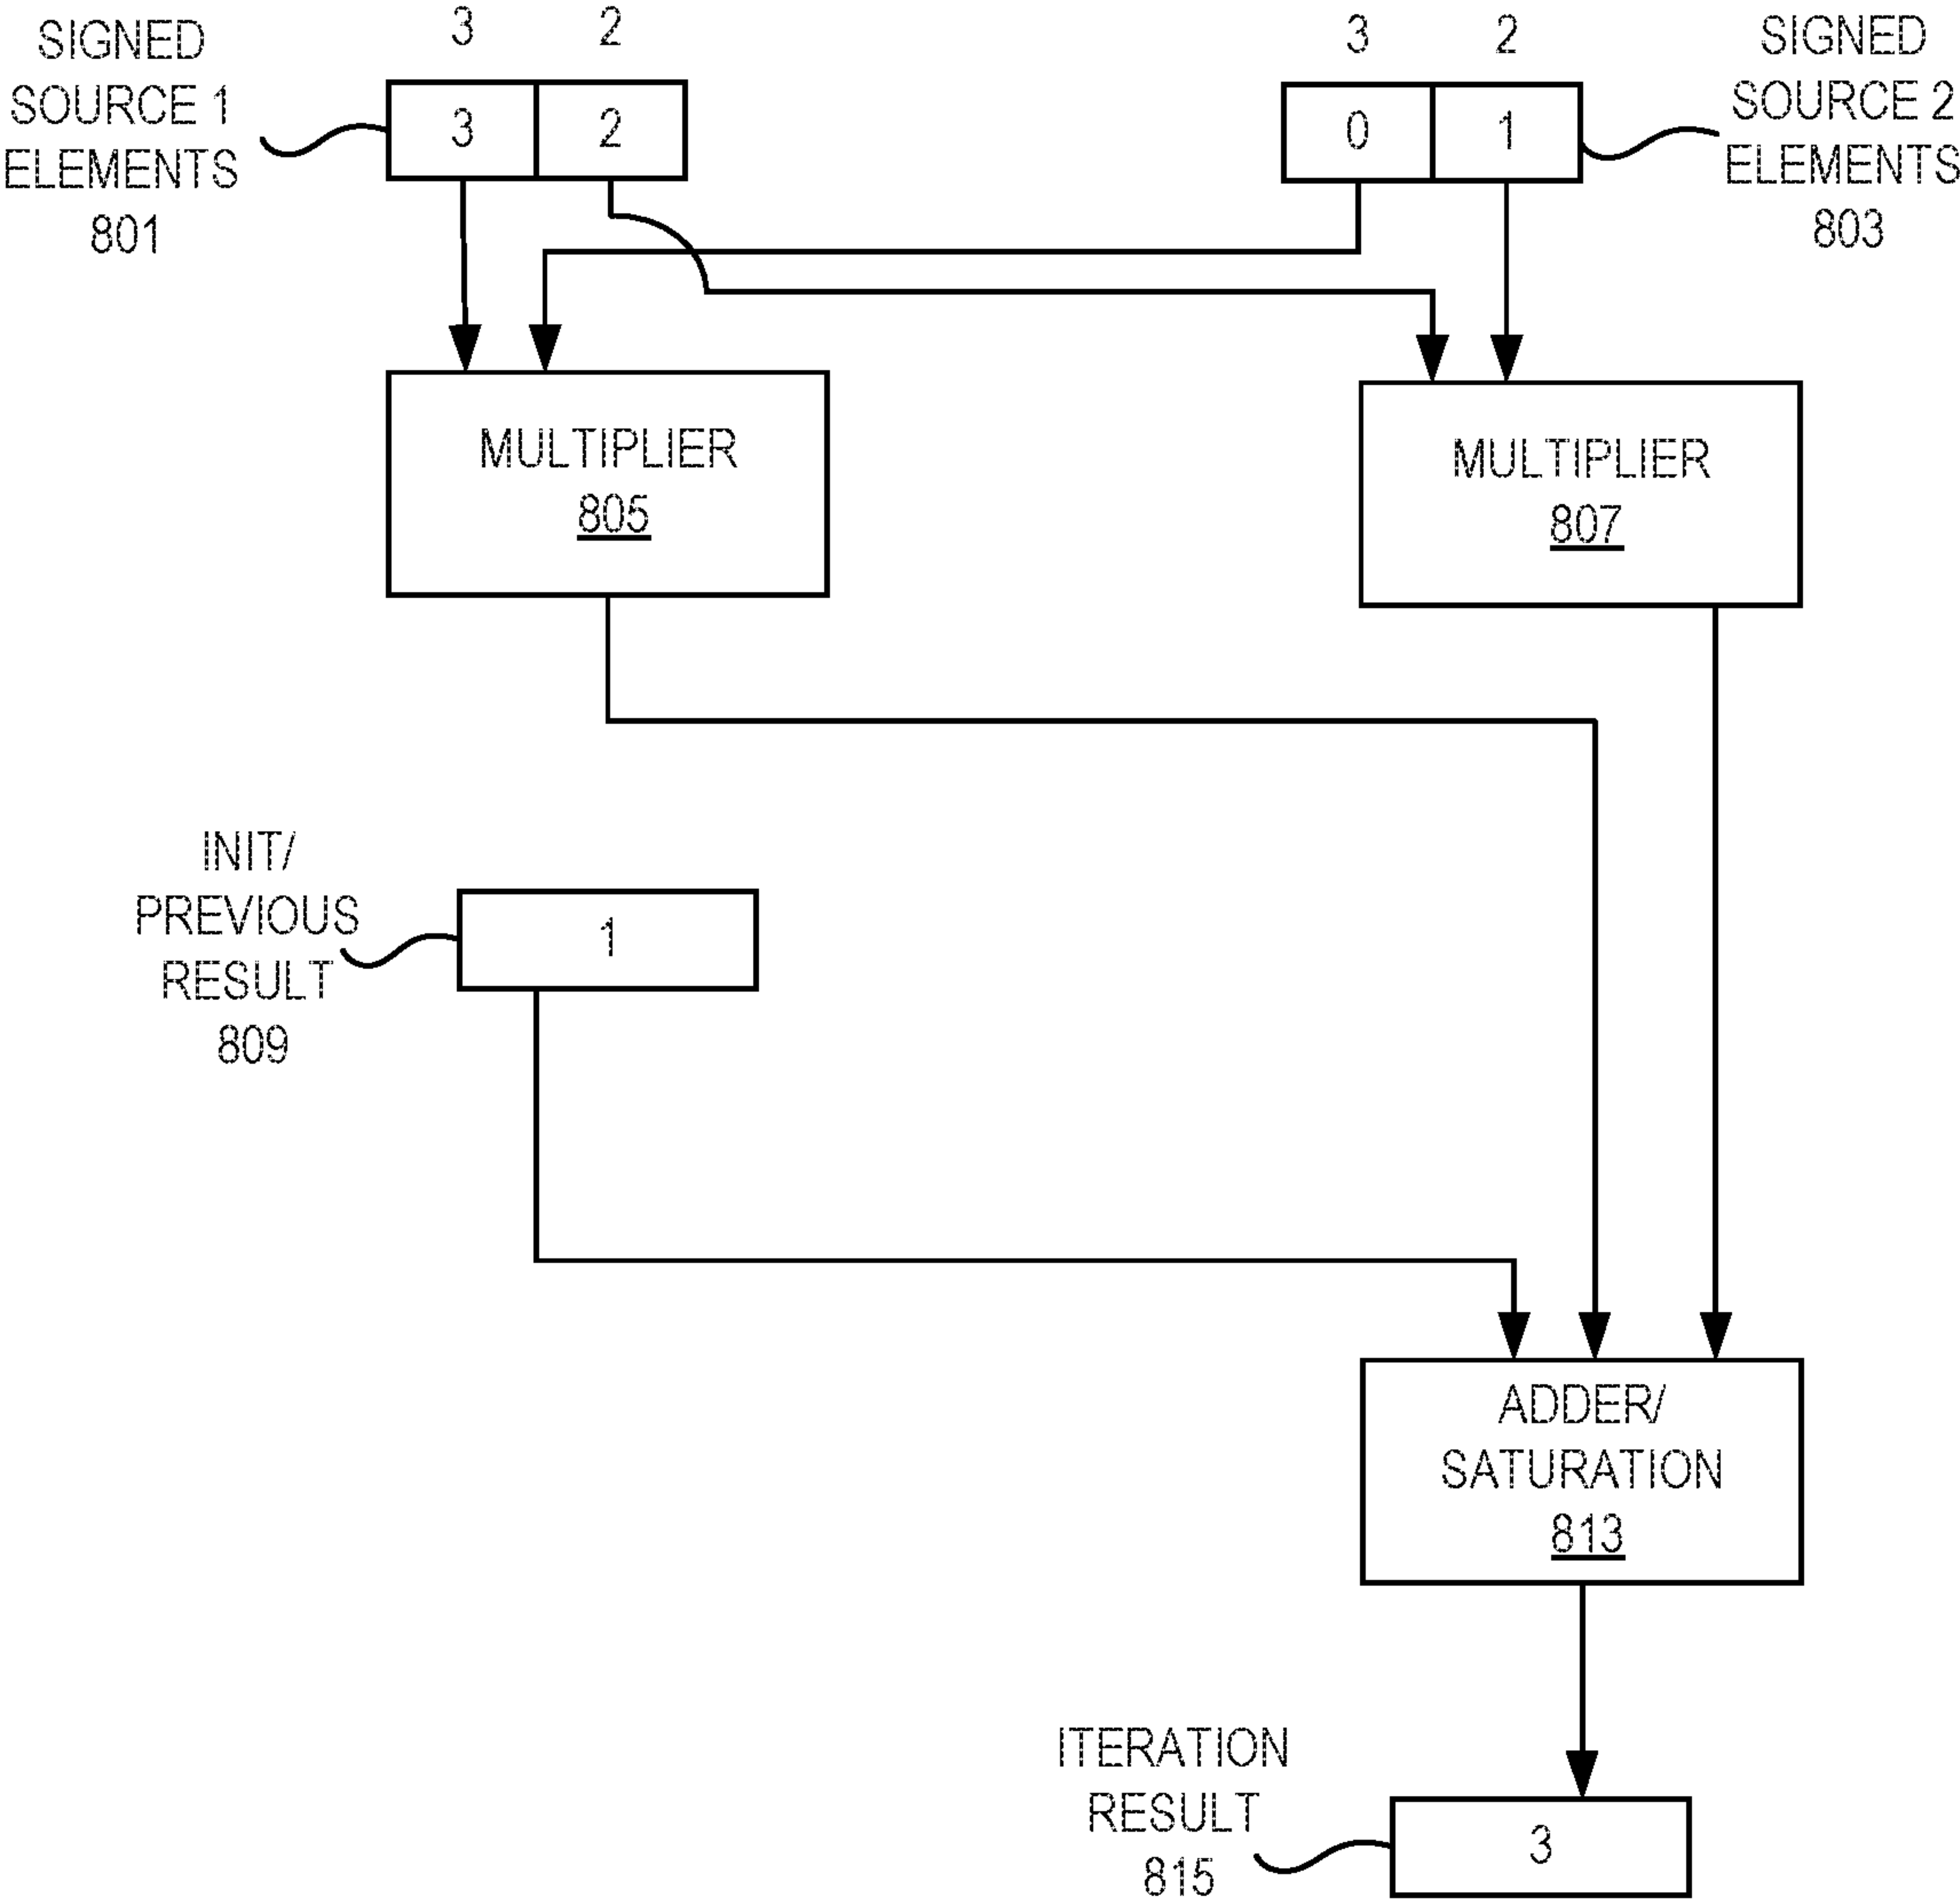 SIGNED
SOURCE 1
ELEMENTS
801
3 2
3 2
3 2
0 1
SIGNED
SOURCE 2
ELEMENTS
803
MULTIPLIER
805
MULTIPLIER
807
INIT/
PREVIOUS
RESULT
809
1
ADDER/
SATURATION
813
ITERATION
RESULT
815
3